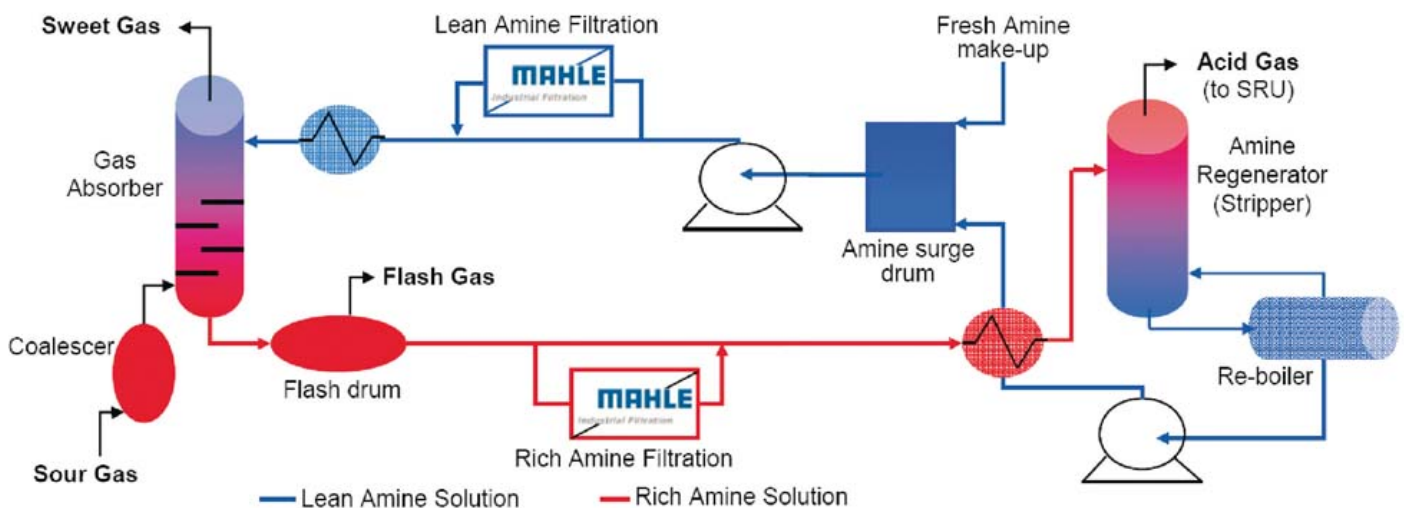 Sweet Gas
Lean Amine Filtration
MAHLE
Industrial Filtration
Fresh Amine
make-up
Acid Gas
(to SRU)
Gas
Absorber
Amine
Regenerator
(Stripper)
Amine surge
drum
Flash Gas
Coalescer
Flash drum
Re-boiler
MAHLE
Industrial Filtration
Rich Amine Filtration
Sour Gas
Lean Amine Solution
Rich Amine Solution